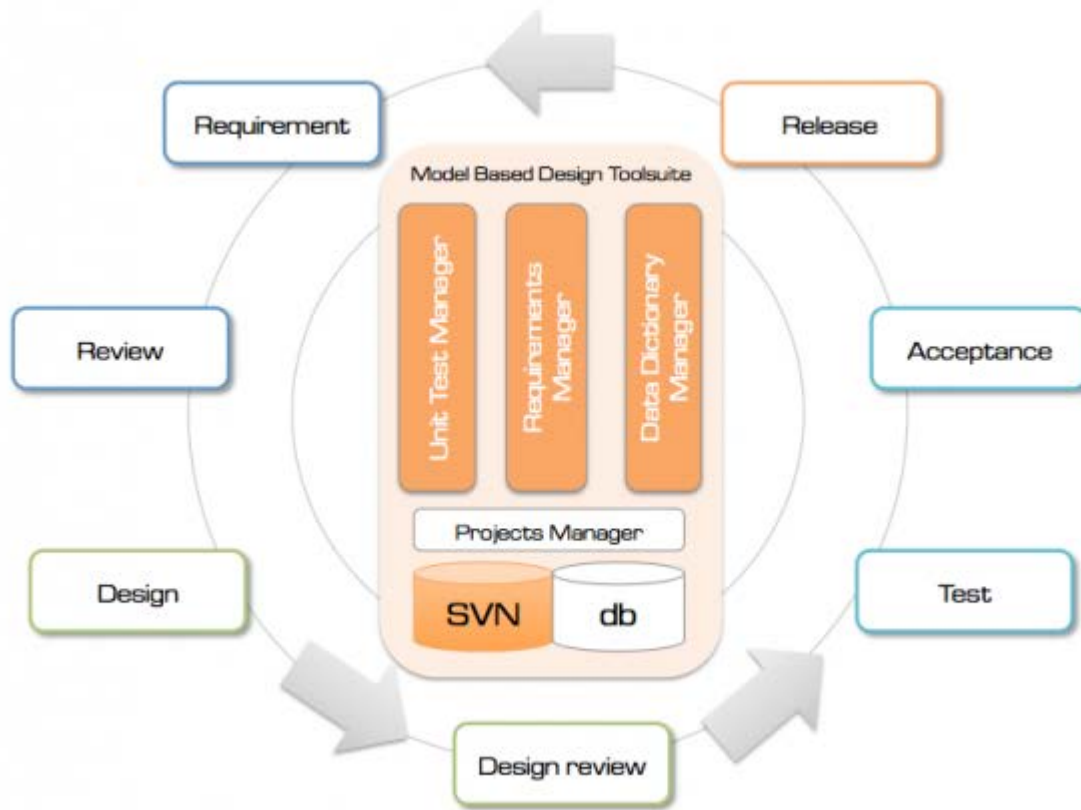 Requirement
Release
Model Based Design Toolsuite
Unit Test Manager
Requirements
Manager
Data Dictionary
Manager
Review
Acceptance
Projects Manager
Design
SVN
db
Test
Design review